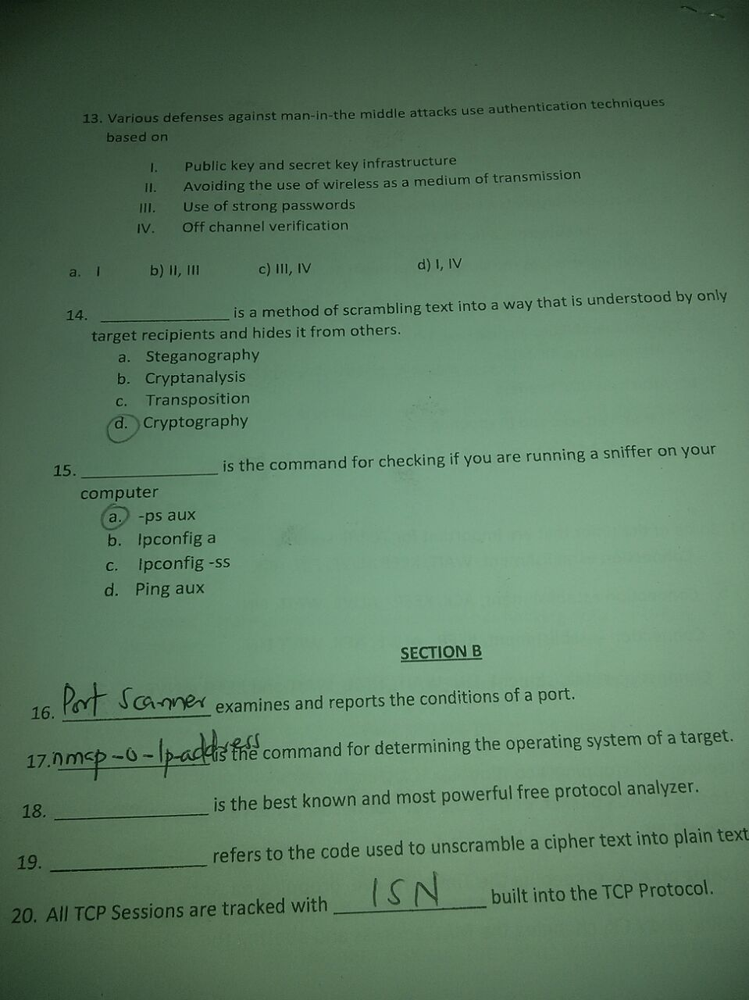 13. Various defenses against man-in-the middle attacks use authentication techniques
based on
I. Public key and secret key infrastructure
II. Avoiding the use of wireless as a medium of transmission
III. Use of strong passwords
IV. Off channel verification
a. I b) II, III c) III, IV d) I, IV
14. ____________ is a method of scrambling text into a way that is understood by only
target recipients and hides it from others.
a. Steganography
b. Cryptanalysis
c. Transposition
d. Cryptography
15. ____________ is the command for checking if you are running a sniffer on your
computer
a. -ps aux
b. Ipconfig a
c. Ipconfig -ss
d. Ping aux
SECTION B
16. Port Scanner examines and reports the conditions of a port.
17. nmap -o - Ip address is the command for determining the operating system of a target.
18. ____________ is the best known and most powerful free protocol analyzer.
19. ____________ refers to the code used to unscramble a cipher text into plain text
20. All TCP Sessions are tracked with ISN built into the TCP Protocol.